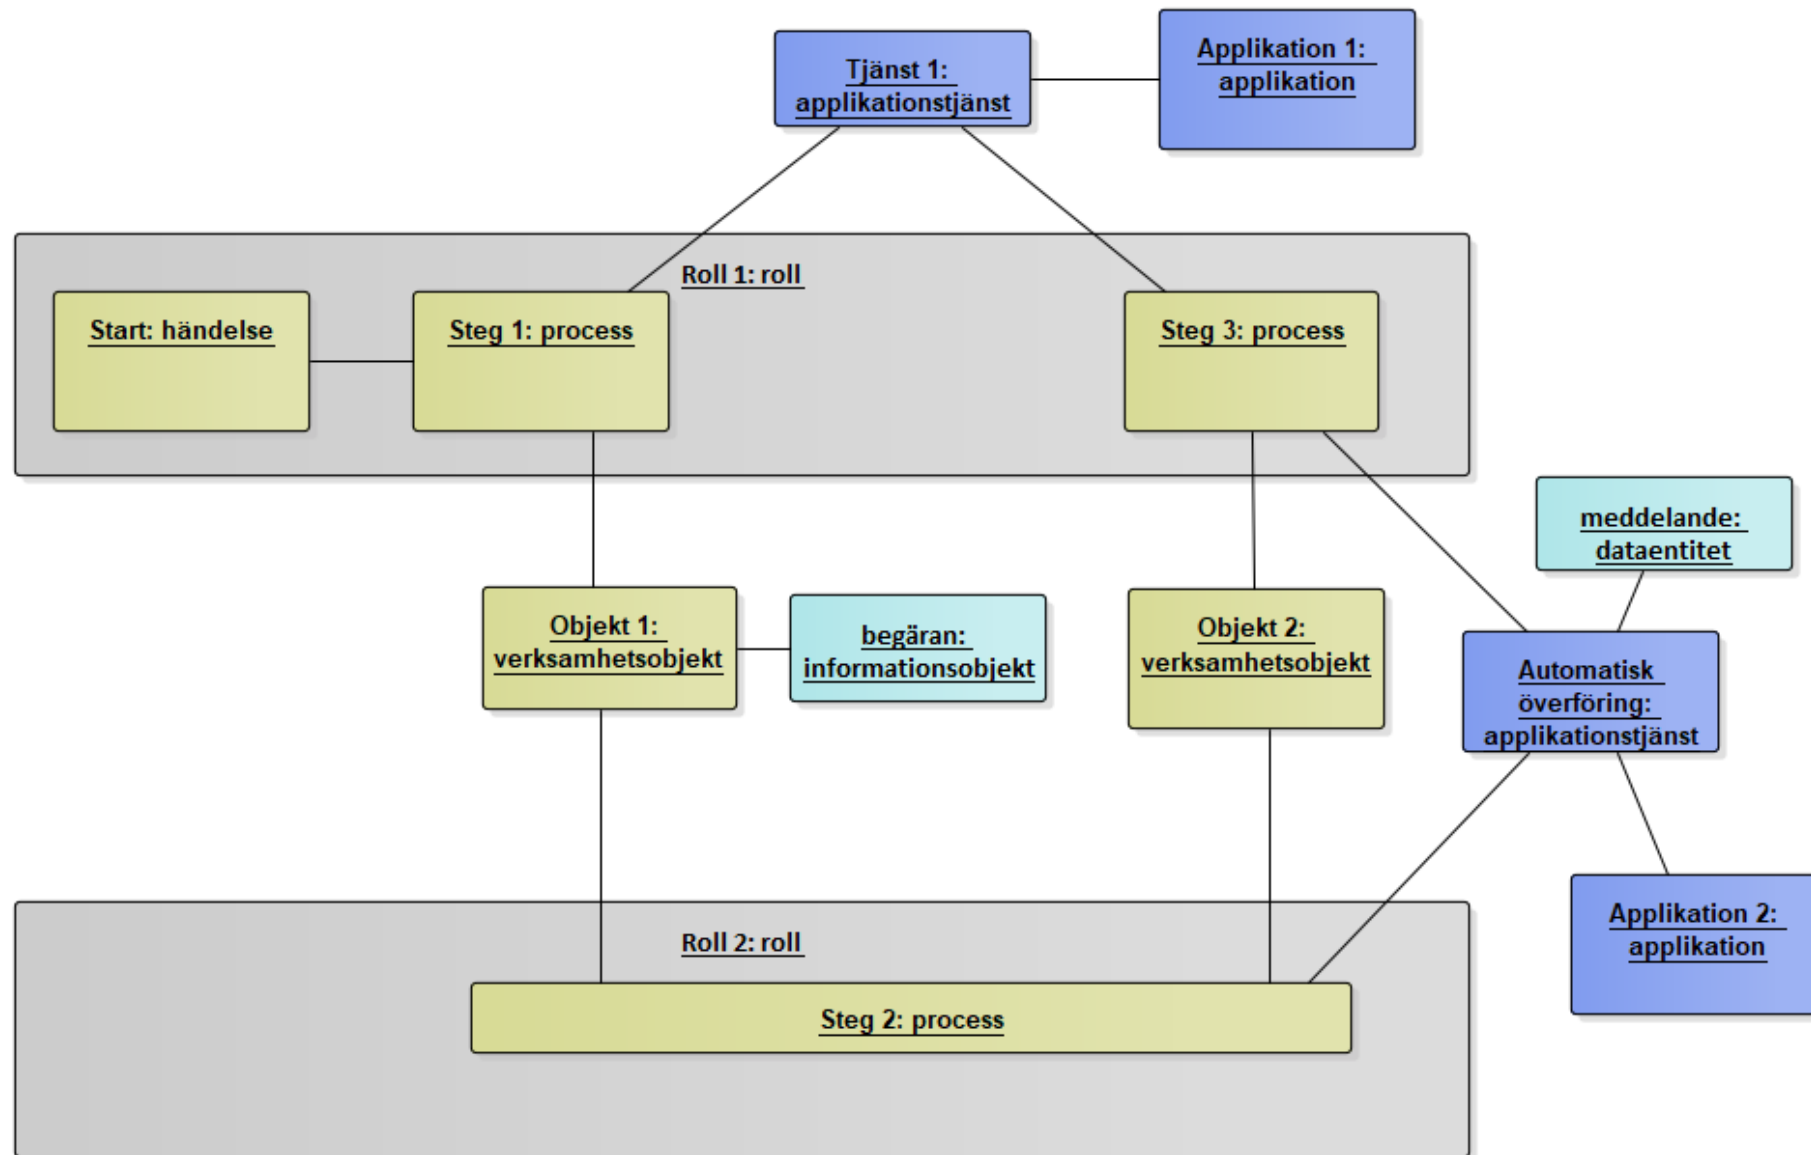 Tjänst 1:
applikationstjänst
Applikation 1:
applikation
Roll 1: roll
Start: händelse
Steg 1: process
Steg 3: process
meddelande:
dataentitet
Objekt 1:
verksamhetsobjekt
begäran:
informationsobjekt
Objekt 2:
verksamhetsobjekt
Automatisk
överföring:
applikationstjänst
Applikation 2:
applikation
Roll 2: roll
Steg 2: process